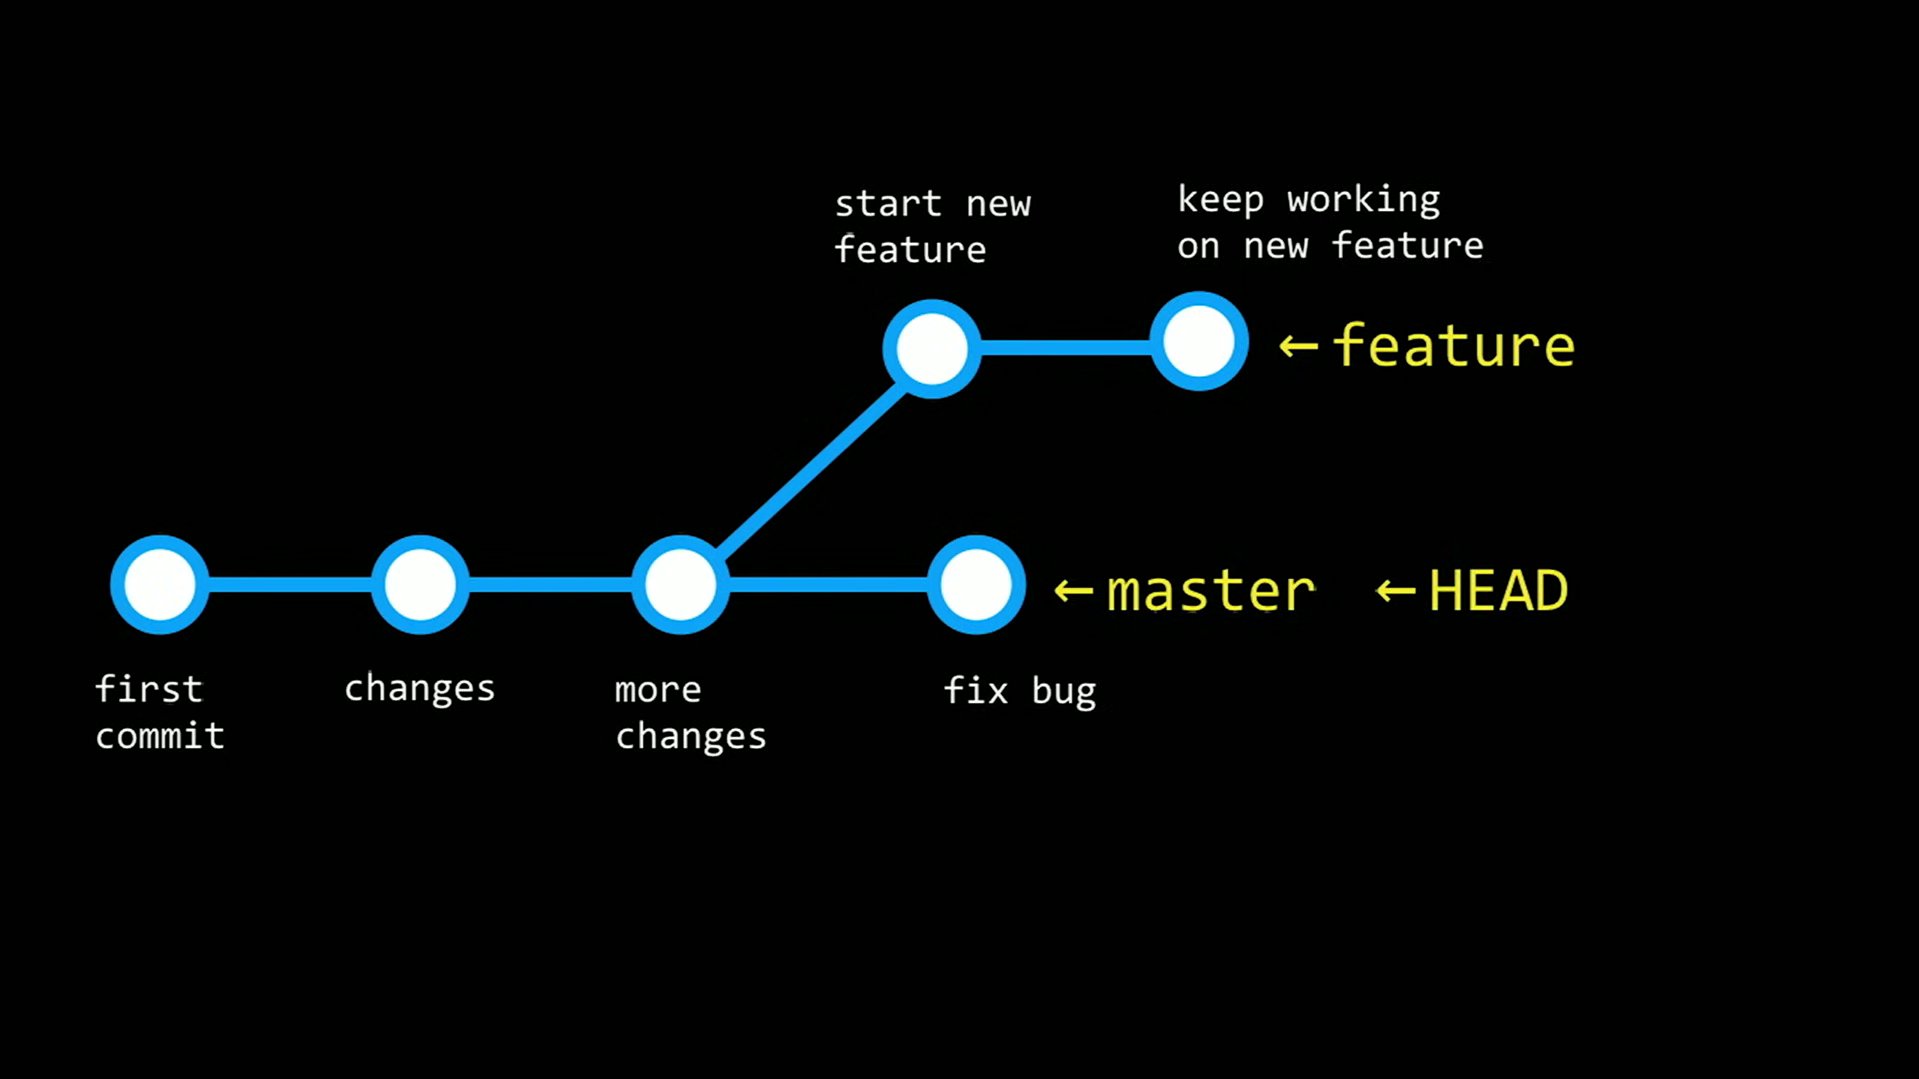 start new
feature
keep working
on new feature
←feature
←master ←HEAD
first
commit
changes
more
changes
fix bug